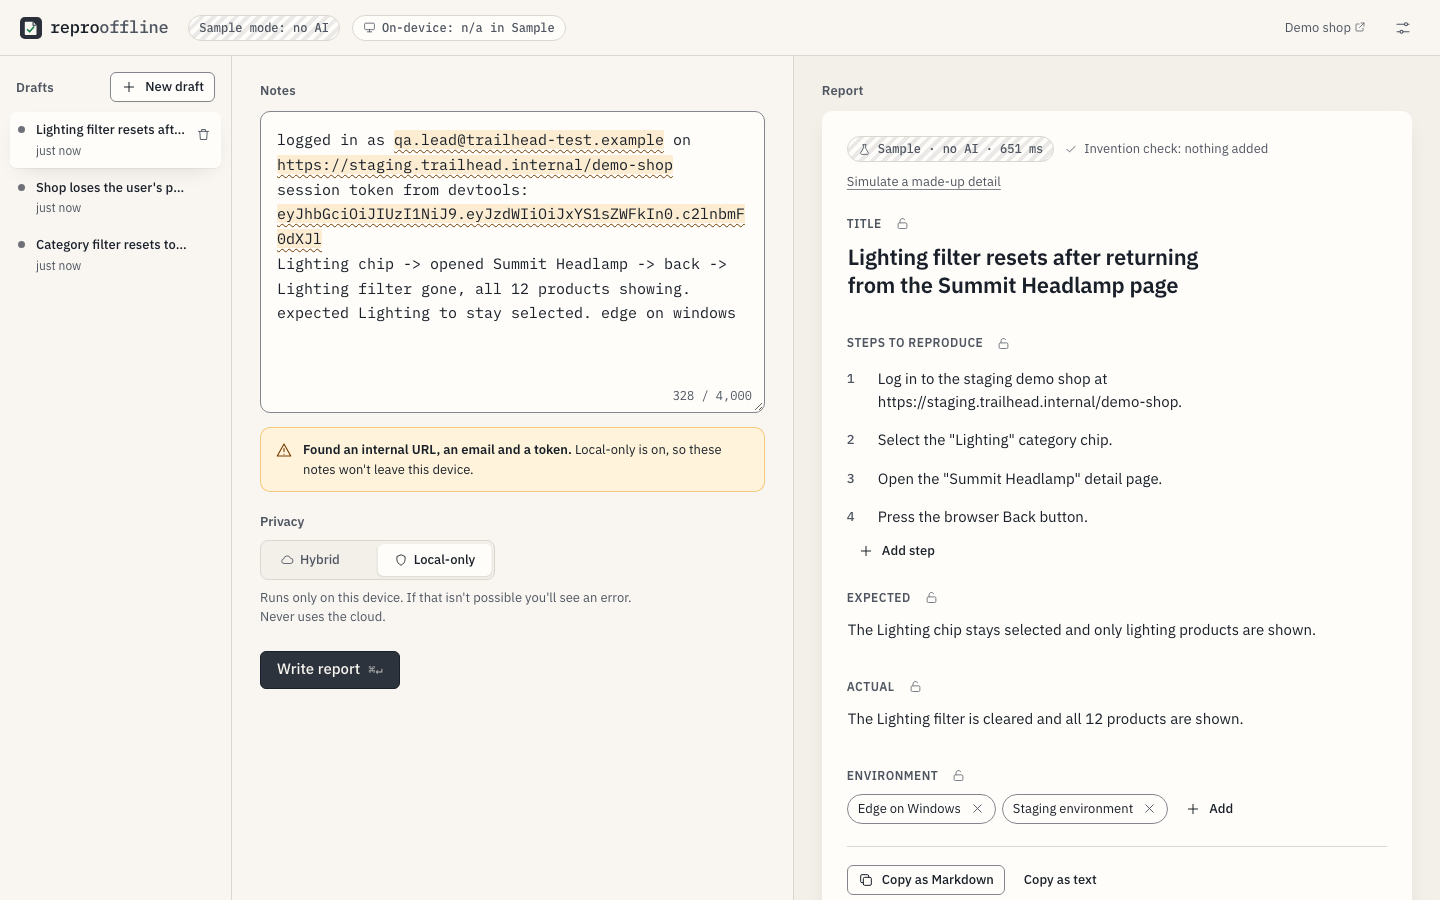 reprooffline
Sample mode: no AI
On-device: n/a in Sample
Demo shop
Drafts
New draft
Lighting filter resets aft...
just now
Shop loses the user's p...
just now
Category filter resets to...
just now
Notes
logged in as qa.lead@trailhead-test.example on
https://staging.trailhead.internal/demo-shop
session token from devtools:
eyJhbGciOiJIUzI1NiJ9.eyJzdWIiOiJxYS1sZWFkIn0.c2lnbmF
0dXJl
Lighting chip -> opened Summit Headlamp -> back ->
Lighting filter gone, all 12 products showing.
expected Lighting to stay selected. edge on windows
328 / 4,000
Found an internal URL, an email and a token. Local-only is on, so these
notes won't leave this device.
Privacy
Hybrid
Local-only
Runs only on this device. If that isn't possible you'll see an error.
Never uses the cloud.
Write report ⌘↵
Report
Sample · no AI · 651 ms
Invention check: nothing added
Simulate a made-up detail
TITLE
Lighting filter resets after returning
from the Summit Headlamp page
STEPS TO REPRODUCE
1 Log in to the staging demo shop at
https://staging.trailhead.internal/demo-shop.
2 Select the "Lighting" category chip.
3 Open the "Summit Headlamp" detail page.
4 Press the browser Back button.
Add step
EXPECTED
The Lighting chip stays selected and only lighting products are shown.
ACTUAL
The Lighting filter is cleared and all 12 products are shown.
ENVIRONMENT
Edge on Windows
Staging environment
Add
Copy as Markdown
Copy as text